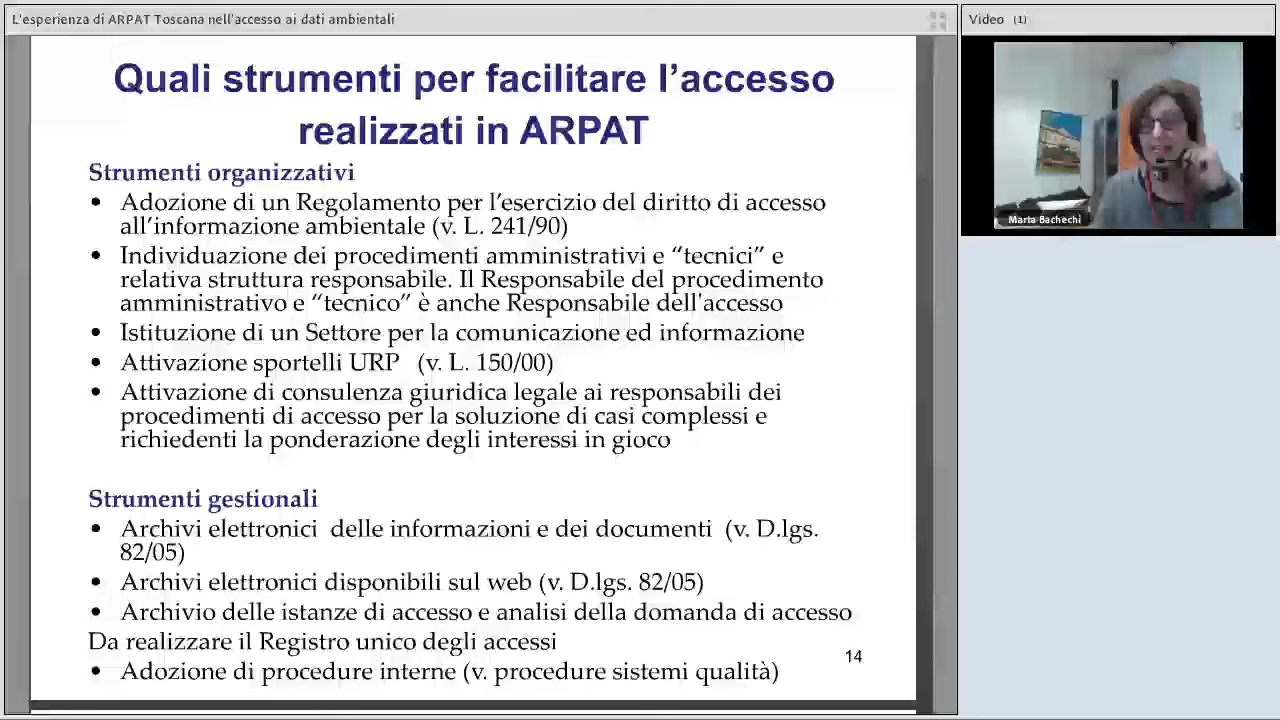 L'esperienza di ARPAT Toscana nell'accesso ai dati ambientali
Video (1)
Marta Bachechi
Quali strumenti per facilitare l’accesso
realizzati in ARPAT
Strumenti organizzativi
• Adozione di un Regolamento per l’esercizio del diritto di accesso
all’informazione ambientale (v. L. 241/90)
• Individuazione dei procedimenti amministrativi e “tecnici” e
relativa struttura responsabile. Il Responsabile del procedimento
amministrativo e “tecnico” è anche Responsabile dell'accesso
• Istituzione di un Settore per la comunicazione ed informazione
• Attivazione sportelli URP (v. L. 150/00)
• Attivazione di consulenza giuridica legale ai responsabili dei
procedimenti di accesso per la soluzione di casi complessi e
richiedenti la ponderazione degli interessi in gioco
Strumenti gestionali
• Archivi elettronici delle informazioni e dei documenti (v. D.lgs.
82/05)
• Archivi elettronici disponibili sul web (v. D.lgs. 82/05)
• Archivio delle istanze di accesso e analisi della domanda di accesso
Da realizzare il Registro unico degli accessi
• Adozione di procedure interne (v. procedure sistemi qualità)
14